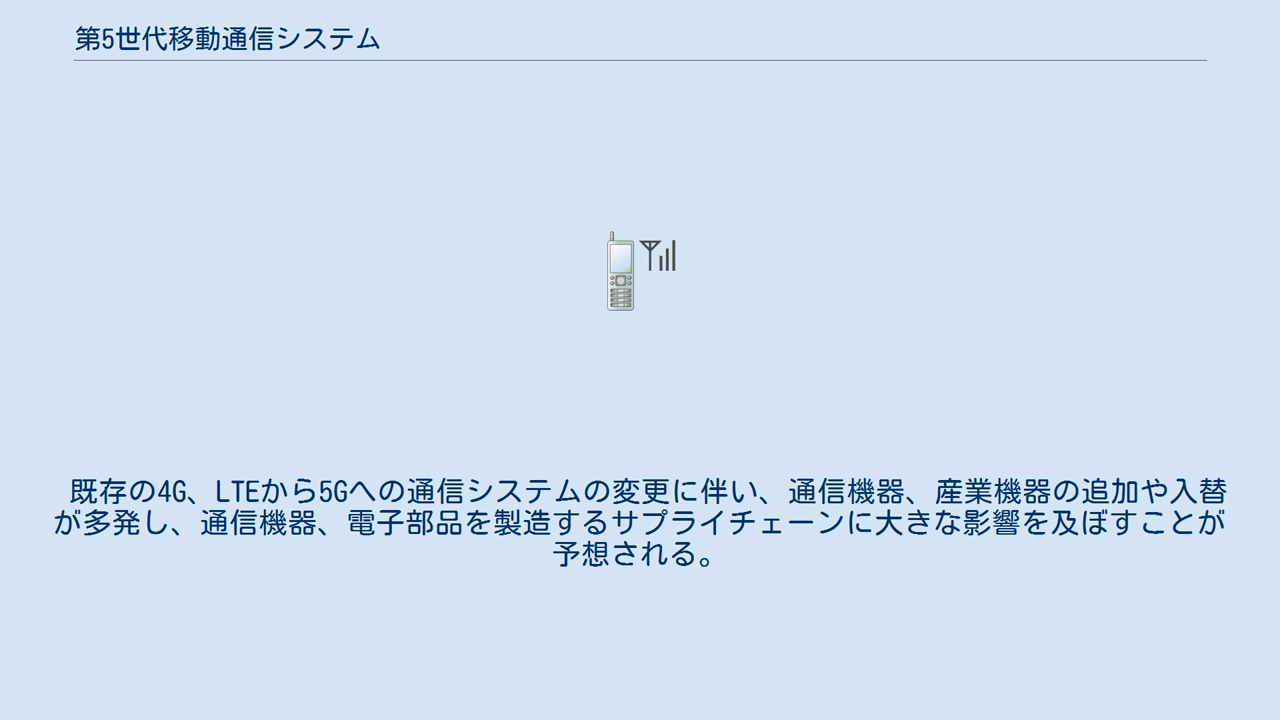 第5世代移動通信システム
既存の4G、LTEから5Gへの通信システムの変更に伴い、通信機器、産業機器の追加や入替
が多発し、通信機器、電子部品を製造するサプライチェーンに大きな影響を及ぼすことが
予想される。